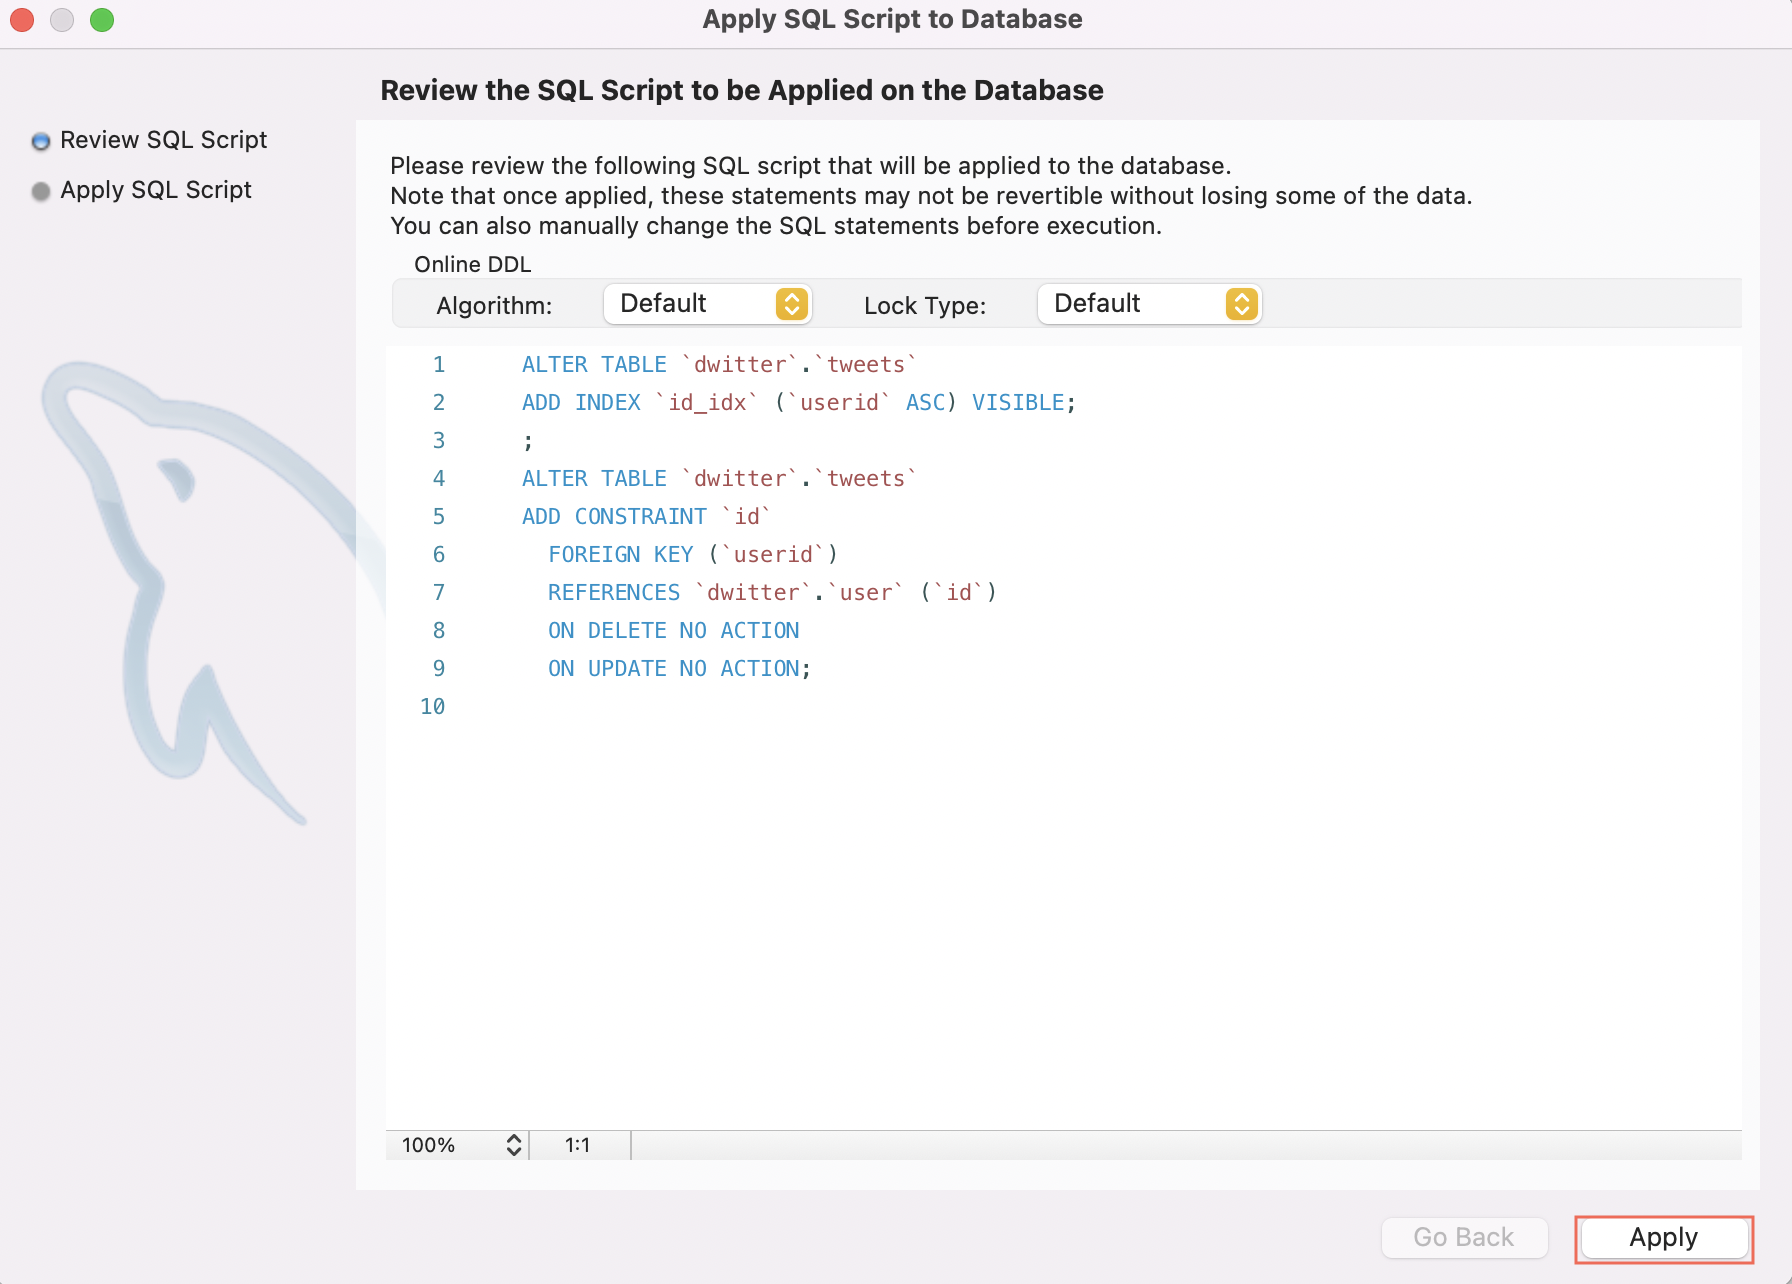 Apply SQL Script to Database
Review the SQL Script to be Applied on the Database
Review SQL Script
Apply SQL Script
Please review the following SQL script that will be applied to the database.
Note that once applied, these statements may not be revertible without losing some of the data.
You can also manually change the SQL statements before execution.
Online DDL
Algorithm: Default Lock Type: Default
1 ALTER TABLE `dwitter`.`tweets`
2 ADD INDEX `id_idx` (`userid` ASC) VISIBLE;
3 ;
4 ALTER TABLE `dwitter`.`tweets`
5 ADD CONSTRAINT `id`
6 FOREIGN KEY (`userid`)
7 REFERENCES `dwitter`.`user` (`id`)
8 ON DELETE NO ACTION
9 ON UPDATE NO ACTION;
10
100% 1:1
Go Back Apply